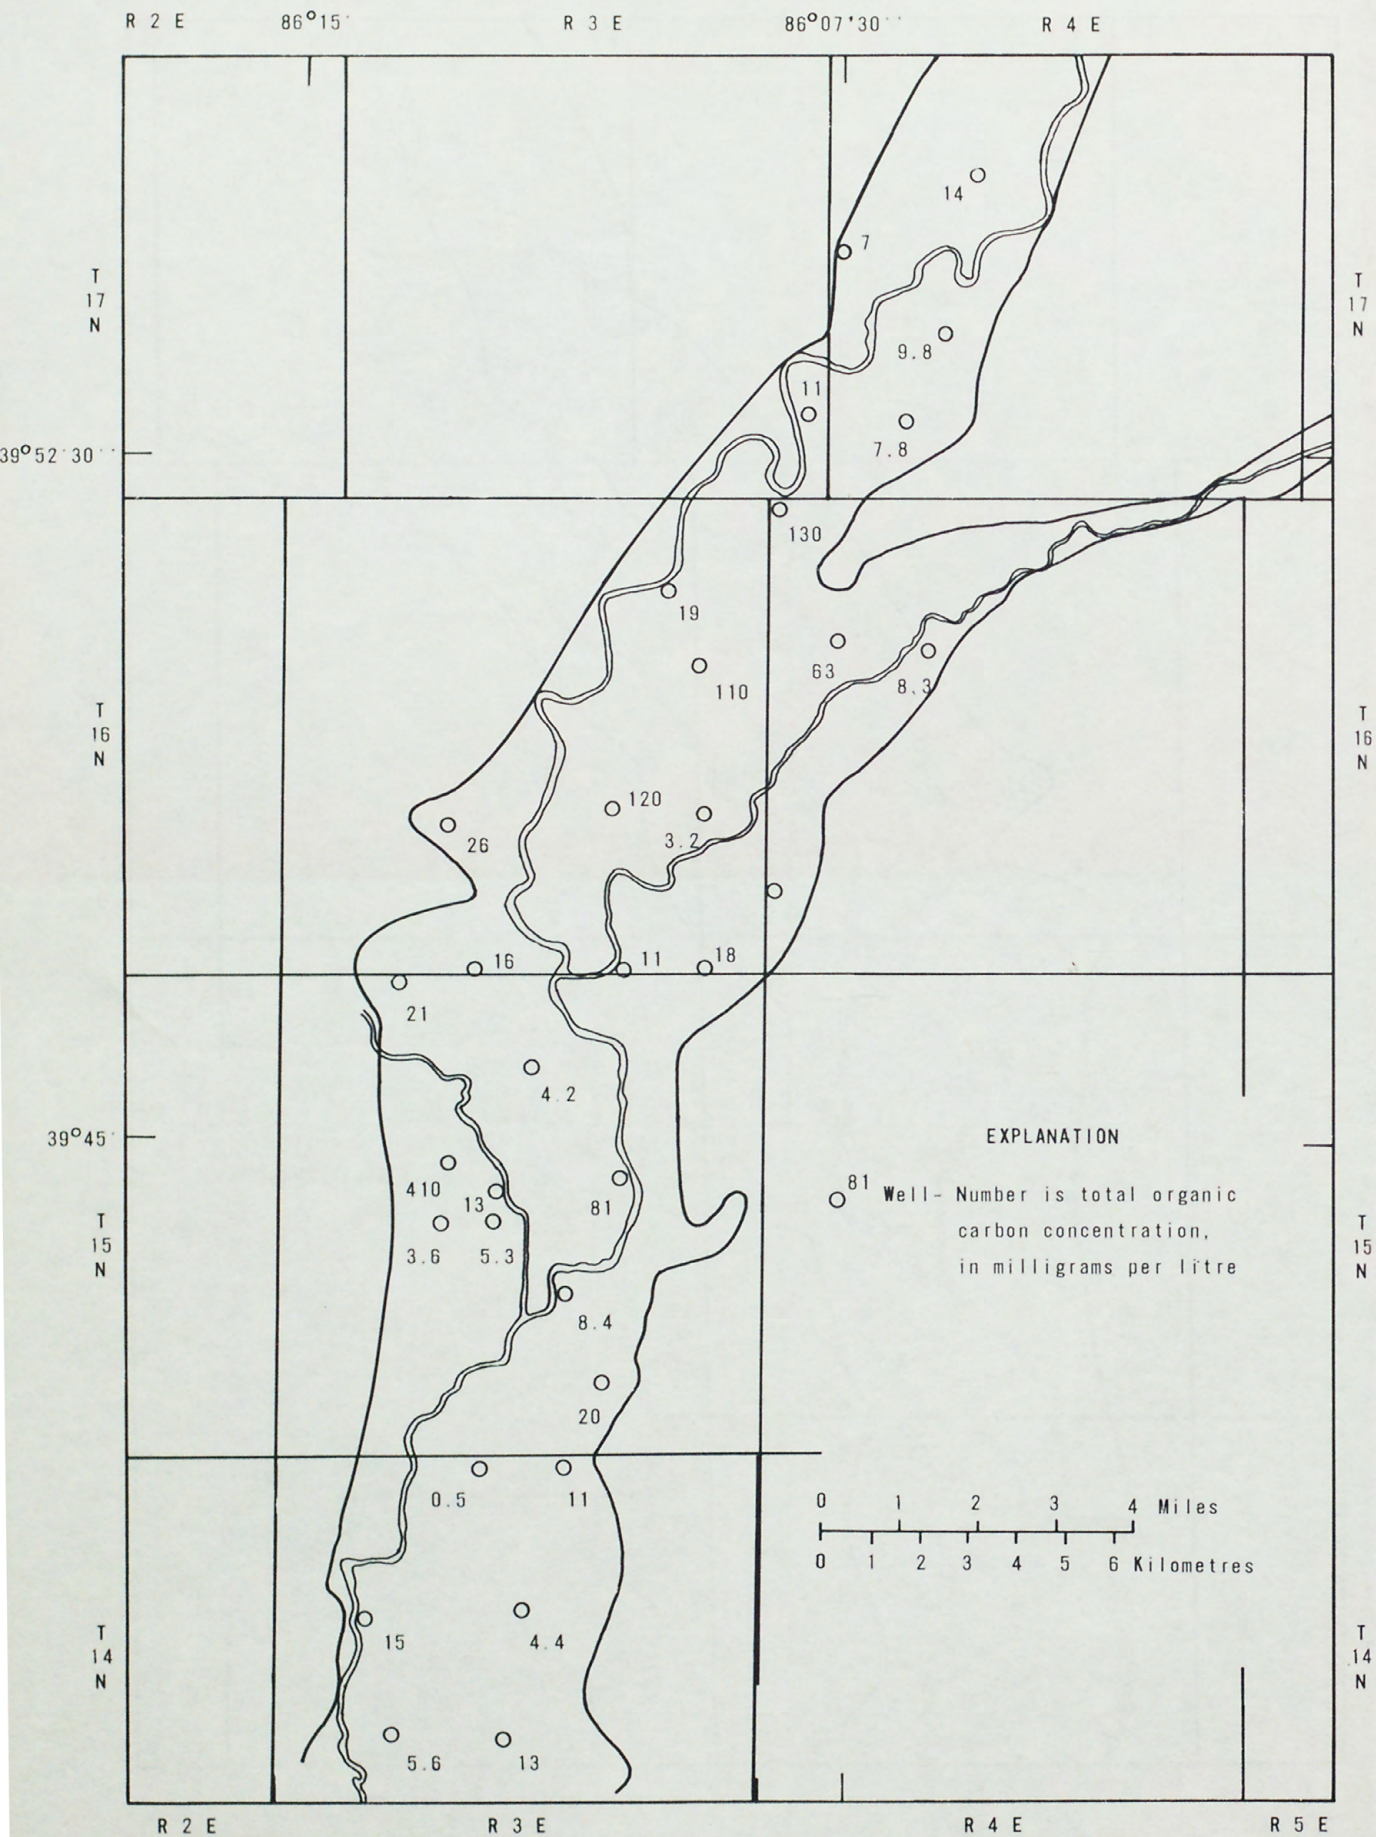 R 2 E 86°15' R 3 E 86°07'30'' R 4 E
14
7
T
17
N
T
17
N
9.8
11
7.8
39°52'30''
130
19
63
8.3
110
T
16
N
T
16
N
120
3.2
26
16
11
18
21
4.2
39°45'
EXPLANATION
410
13
81
81 Well- Number is total organic
carbon concentration,
in milligrams per litre
T
15
N
T
15
N
3.6
5.3
8.4
20
0.5
11
0 1 2 3 4 Miles
0 1 2 3 4 5 6 Kilometres
T
14
N
T
14
N
15
4.4
5.6
13
R 2 E R 3 E R 4 E R 5 E